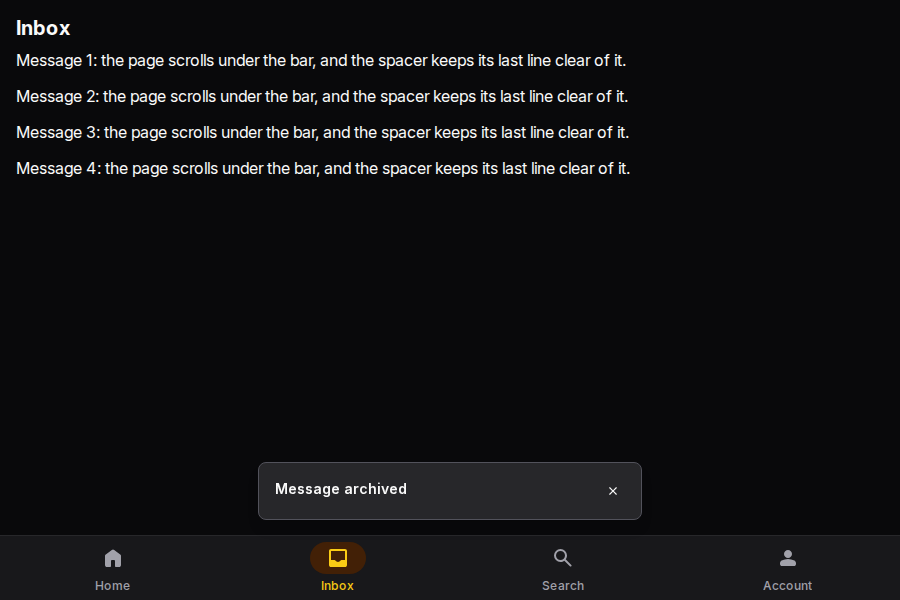 Inbox
Message 1: the page scrolls under the bar, and the spacer keeps its last line clear of it.
Message 2: the page scrolls under the bar, and the spacer keeps its last line clear of it.
Message 3: the page scrolls under the bar, and the spacer keeps its last line clear of it.
Message 4: the page scrolls under the bar, and the spacer keeps its last line clear of it.
Message archived
Home
Inbox
Search
Account